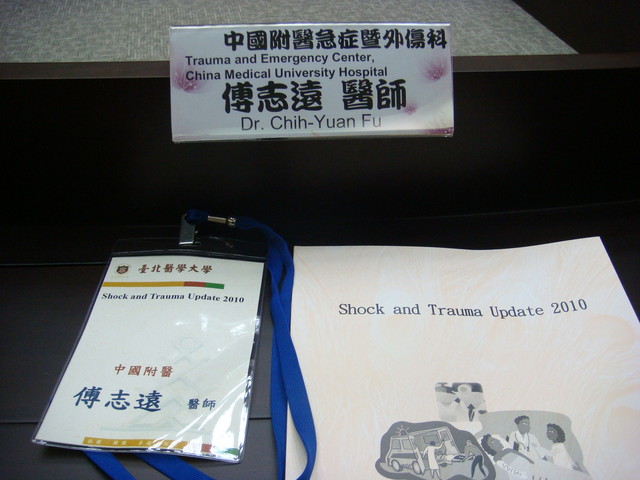 中國附醫急症暨外傷科
Trauma and Emergency Center,
China Medical University Hospital
傅志遠 醫師
Dr. Chih-Yuan Fu
臺北醫學大學
Shock and Trauma Update 2010
中國附醫
傅志遠 醫師
Shock and Trauma Update 2010